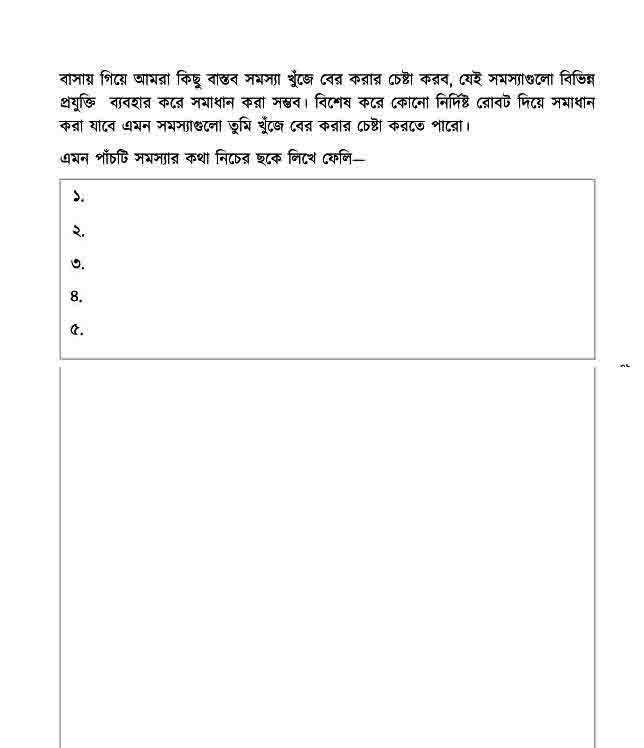 বাসায় গিয়ে আমরা কিছু বাস্তব সমস্যা খুঁজে বের করার চেষ্টা করব, যেই সমস্যাগুলো বিভিন্ন
প্রযুক্তি ব্যবহার করে সমাধান করা সম্ভব। বিশেষ করে কোনো নির্দিষ্ট রোবট দিয়ে সমাধান
করা যাবে এমন সমস্যাগুলো তুমি খুঁজে বের করার চেষ্টা করতে পারো।
এমন পাঁচটি সমস্যার কথা নিচের ছকে লিখে ফেলি—
১.
২.
৩.
৪.
৫.